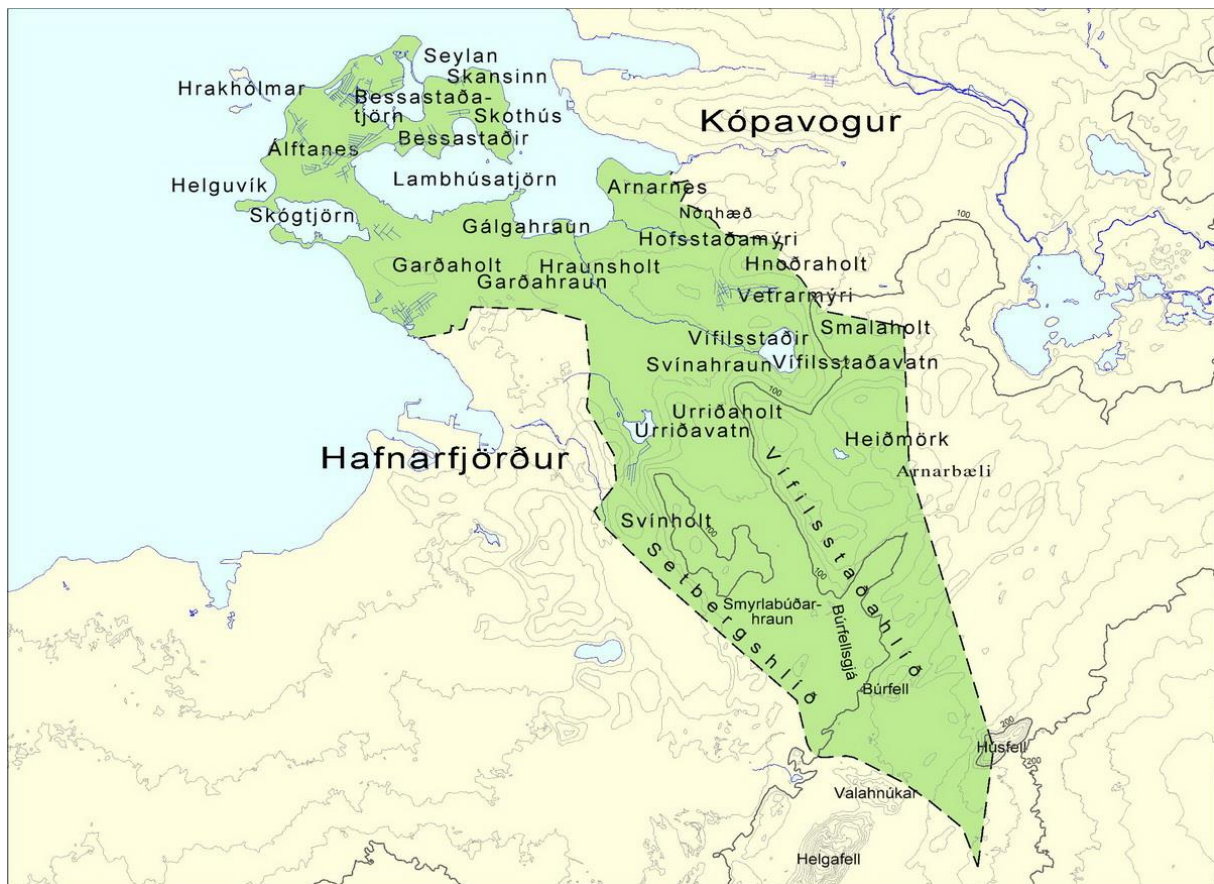 Seylan
Skansinn
Hrakhólmar
Bessastaða-
tjörn
Skothús
Kópavogur
Bessastaðir
Álftanes
Helguvík
Lambhúsatjörn
Arnarnes
Skógtjörn
Nónhæð
Gálgahraun
Hofsstaðamýri
Garðaholt
Hraunsholt
Hnoðraholt
Garðahraun
Vetrarmýri
100
Smalaholt
Vífilsstaðir
Svínahraun
Vífilsstaðavatn
100
Urriðaholt
Urriðavatn
Heiðmörk
Hafnarfjörður
Arnarbæli
Vífilsstaðahlíð
Svínholt
100
Setbergshlíð
100
Smyrlabúðar-
hraun
Búrfellsgjá
Búrfell
200
Húsfell
200
Valahnúkar
Helgafell